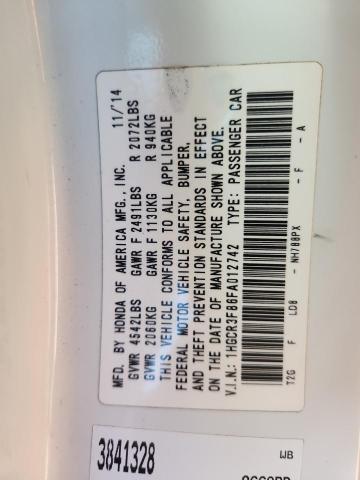 MFD. BY HONDA OF AMERICA MFG., INC. 11/'14
GVWR 4542LBS GAWR F 2491LBS R 2072LBS
GVWR 2060KG GAWR F 1130KG R 940KG
THIS VEHICLE CONFORMS TO ALL APPLICABLE
FEDERAL MOTOR VEHICLE SAFETY, BUMPER,
AND THEFT PREVENTION STANDARDS IN EFFECT
ON THE DATE OF MANUFACTURE SHOWN ABOVE.
V.I.N.: 1HGCR3F86FA012742 TYPE: PASSENGER CAR
T2G F LD8 - NH788PX - F - A
3841328
WB